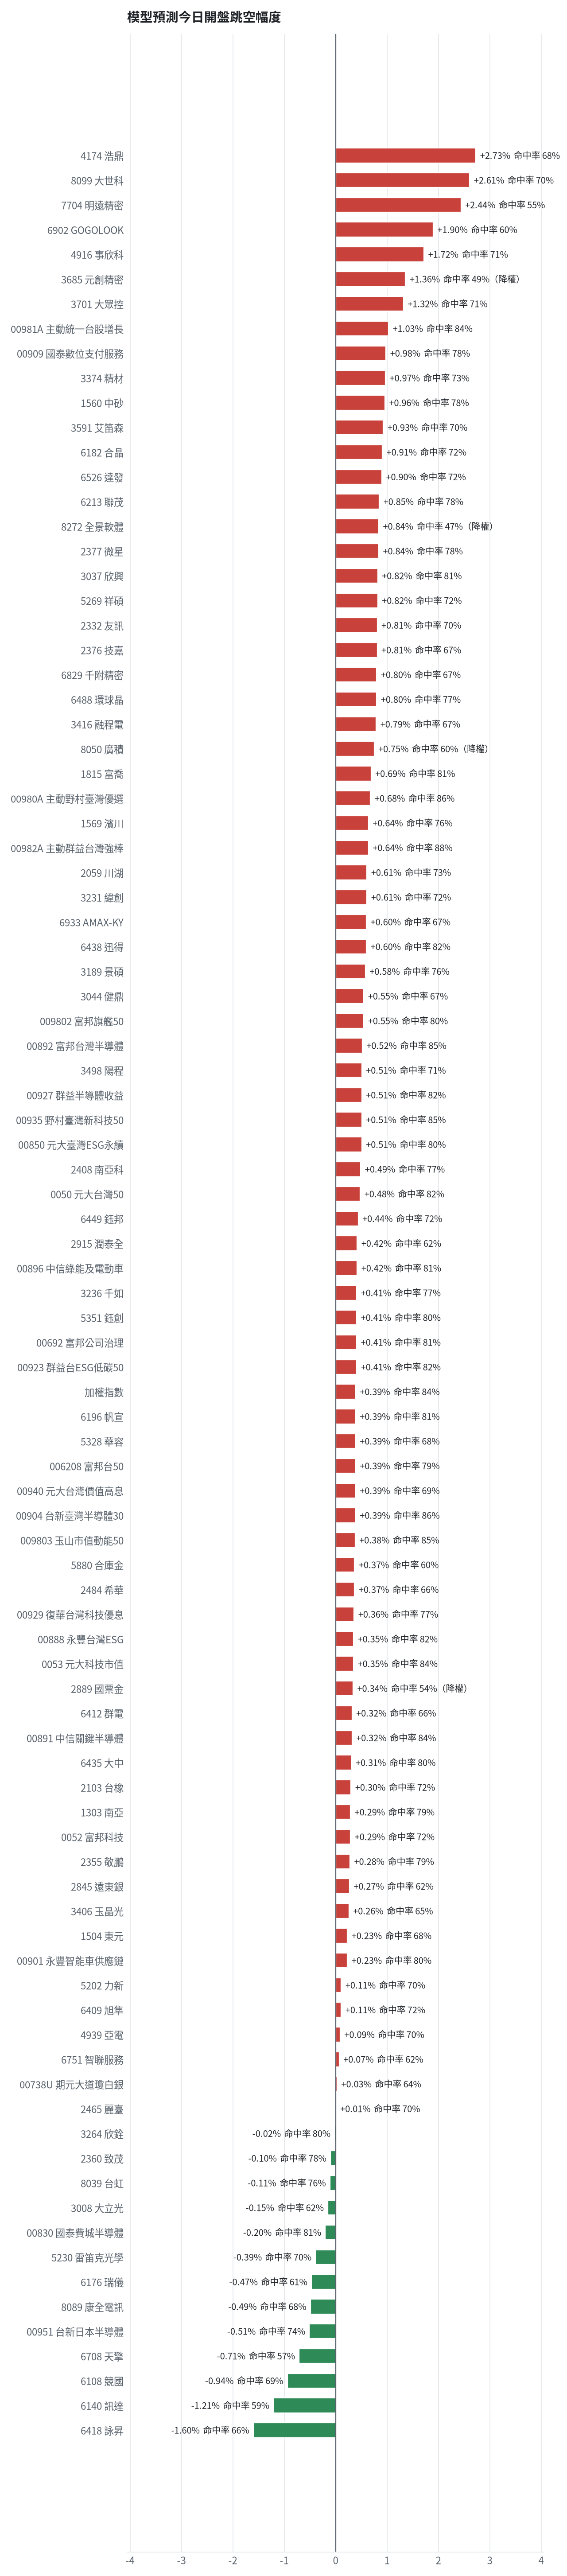 模型預測今日開盤跳空幅度
4174 浩鼎 +2.73% 命中率 68%
8099 大世科 +2.61% 命中率 70%
7704 明遠精密 +2.44% 命中率 55%
6902 GOGOLOOK +1.90% 命中率 60%
4916 事欣科 +1.72% 命中率 71%
3685 元創精密 +1.36% 命中率 49%（降權）
3701 大眾控 +1.32% 命中率 71%
00981A 主動統一台股增長 +1.03% 命中率 84%
00909 國泰數位支付服務 +0.98% 命中率 78%
3374 精材 +0.97% 命中率 73%
1560 中砂 +0.96% 命中率 78%
3591 艾笛森 +0.93% 命中率 70%
6182 合晶 +0.91% 命中率 72%
6526 達發 +0.90% 命中率 72%
6213 聯茂 +0.85% 命中率 78%
8272 全景軟體 +0.84% 命中率 47%（降權）
2377 微星 +0.84% 命中率 78%
3037 欣興 +0.82% 命中率 81%
5269 祥碩 +0.82% 命中率 72%
2332 友訊 +0.81% 命中率 70%
2376 技嘉 +0.81% 命中率 67%
6829 千附精密 +0.80% 命中率 67%
6488 環球晶 +0.80% 命中率 77%
3416 融程電 +0.79% 命中率 67%
8050 廣積 +0.75% 命中率 60%（降權）
1815 富喬 +0.69% 命中率 81%
00980A 主動野村臺灣優選 +0.68% 命中率 86%
1569 濱川 +0.64% 命中率 76%
00982A 主動群益台灣強棒 +0.64% 命中率 88%
2059 川湖 +0.61% 命中率 73%
3231 緯創 +0.61% 命中率 72%
6933 AMAX-KY +0.60% 命中率 67%
6438 迅得 +0.60% 命中率 82%
3189 景碩 +0.58% 命中率 76%
3044 健鼎 +0.55% 命中率 67%
009802 富邦旗艦50 +0.55% 命中率 80%
00892 富邦台灣半導體 +0.52% 命中率 85%
3498 陽程 +0.51% 命中率 71%
00927 群益半導體收益 +0.51% 命中率 82%
00935 野村臺灣新科技50 +0.51% 命中率 85%
00850 元大臺灣ESG永續 +0.51% 命中率 80%
2408 南亞科 +0.49% 命中率 77%
0050 元大台灣50 +0.48% 命中率 82%
6449 鈺邦 +0.44% 命中率 72%
2915 潤泰全 +0.42% 命中率 62%
00896 中信綠能及電動車 +0.42% 命中率 81%
3236 千如 +0.41% 命中率 77%
5351 鈺創 +0.41% 命中率 80%
00692 富邦公司治理 +0.41% 命中率 81%
00923 群益台ESG低碳50 +0.41% 命中率 82%
加權指數 +0.39% 命中率 84%
6196 帆宣 +0.39% 命中率 81%
5328 華容 +0.39% 命中率 68%
006208 富邦台50 +0.39% 命中率 79%
00940 元大台灣價值高息 +0.39% 命中率 69%
00904 台新臺灣半導體30 +0.39% 命中率 86%
009803 玉山市值動能50 +0.38% 命中率 85%
5880 合庫金 +0.37% 命中率 60%
2484 希華 +0.37% 命中率 66%
00929 復華台灣科技優息 +0.36% 命中率 77%
00888 永豐台灣ESG +0.35% 命中率 82%
0053 元大科技市值 +0.35% 命中率 84%
2889 國票金 +0.34% 命中率 54%（降權）
6412 群電 +0.32% 命中率 66%
00891 中信關鍵半導體 +0.32% 命中率 84%
6435 大中 +0.31% 命中率 80%
2103 台橡 +0.30% 命中率 72%
1303 南亞 +0.29% 命中率 79%
0052 富邦科技 +0.29% 命中率 72%
2355 敬鵬 +0.28% 命中率 79%
2845 遠東銀 +0.27% 命中率 62%
3406 玉晶光 +0.26% 命中率 65%
1504 東元 +0.23% 命中率 68%
00901 永豐智能車供應鏈 +0.23% 命中率 80%
5202 力新 +0.11% 命中率 70%
6409 旭隼 +0.11% 命中率 72%
4939 亞電 +0.09% 命中率 70%
6751 智聯服務 +0.07% 命中率 62%
00738U 期元大道瓊白銀 +0.03% 命中率 64%
2465 麗臺 +0.01% 命中率 70%
3264 欣銓 -0.02% 命中率 80%
2360 致茂 -0.10% 命中率 78%
8039 台虹 -0.11% 命中率 76%
3008 大立光 -0.15% 命中率 62%
00830 國泰費城半導體 -0.20% 命中率 81%
5230 雷笛克光學 -0.39% 命中率 70%
6176 瑞儀 -0.47% 命中率 61%
8089 康全電訊 -0.49% 命中率 68%
00951 台新日本半導體 -0.51% 命中率 74%
6708 天擎 -0.71% 命中率 57%
6108 競國 -0.94% 命中率 69%
6140 訊達 -1.21% 命中率 59%
6418 詠昇 -1.60% 命中率 66%
-4 -3 -2 -1 0 1 2 3 4